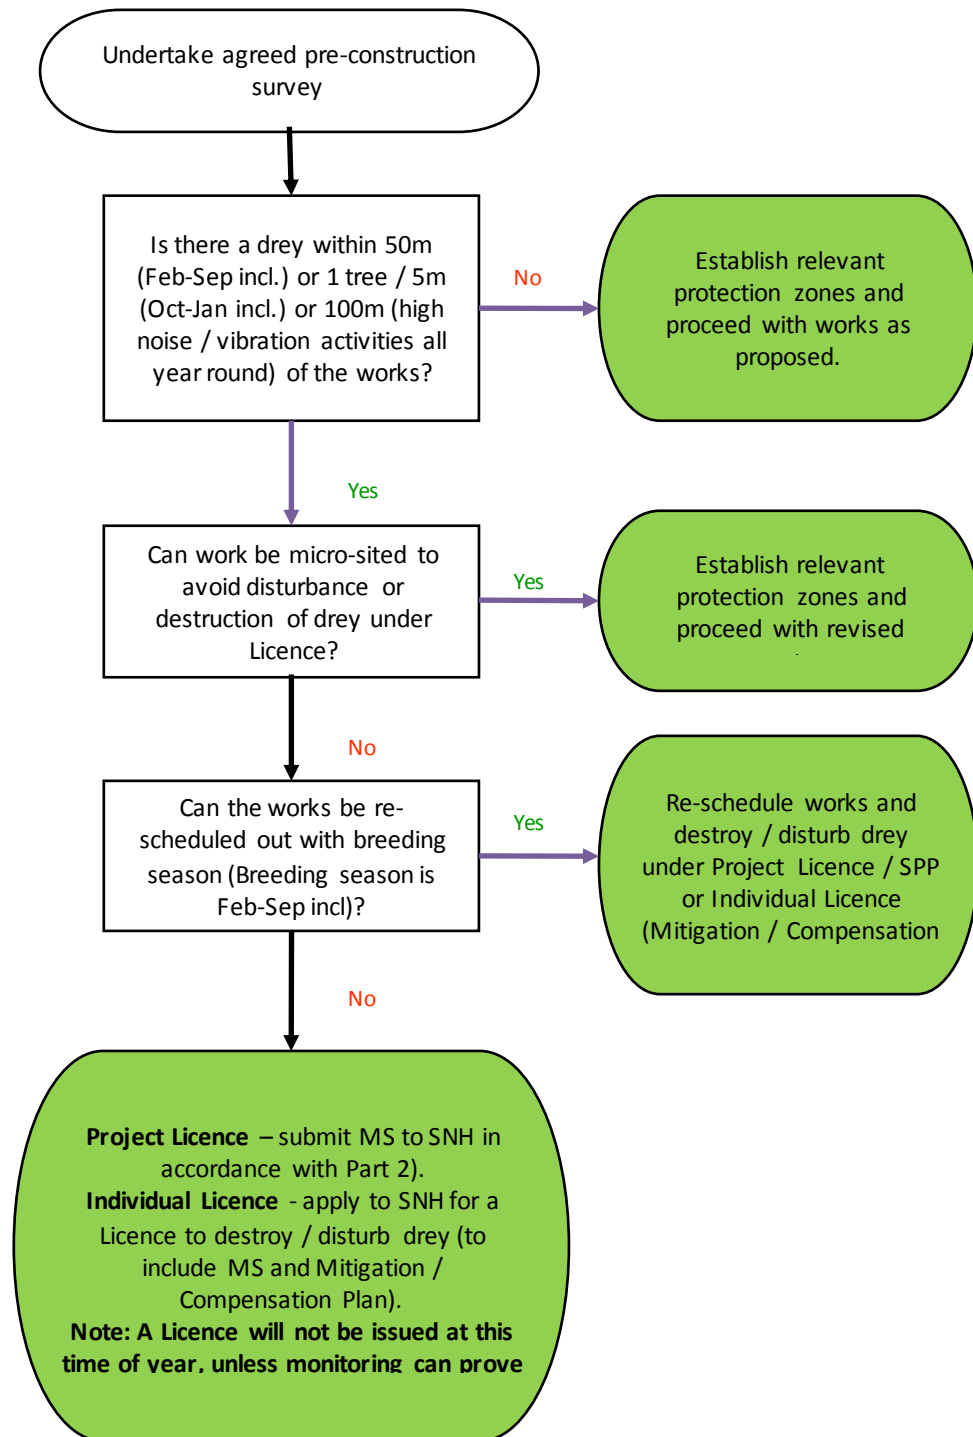 Undertake agreed pre-construction
survey
Is there a drey within 50m
(Feb-Sep incl.) or 1 tree / 5m
(Oct-Jan incl.) or 100m (high
noise / vibration activities all
year round) of the works?
No
Establish relevant
protection zones and
proceed with works as
proposed.
Yes
Can work be micro-sited to
avoid disturbance or
destruction of drey under
Licence?
Yes
Establish relevant
protection zones and
proceed with revised
No
Can the works be re-
scheduled out with breeding
season (Breeding season is
Feb-Sep incl)?
Yes
Re-schedule works and
destroy / disturb drey
under Project Licence / SPP
or Individual Licence
(Mitigation / Compensation
No
Project Licence – submit MS to SNH in
accordance with Part 2).
Individual Licence - apply to SNH for a
Licence to destroy / disturb drey (to
include MS and Mitigation /
Compensation Plan).
Note: A Licence will not be issued at this
time of year, unless monitoring can prove